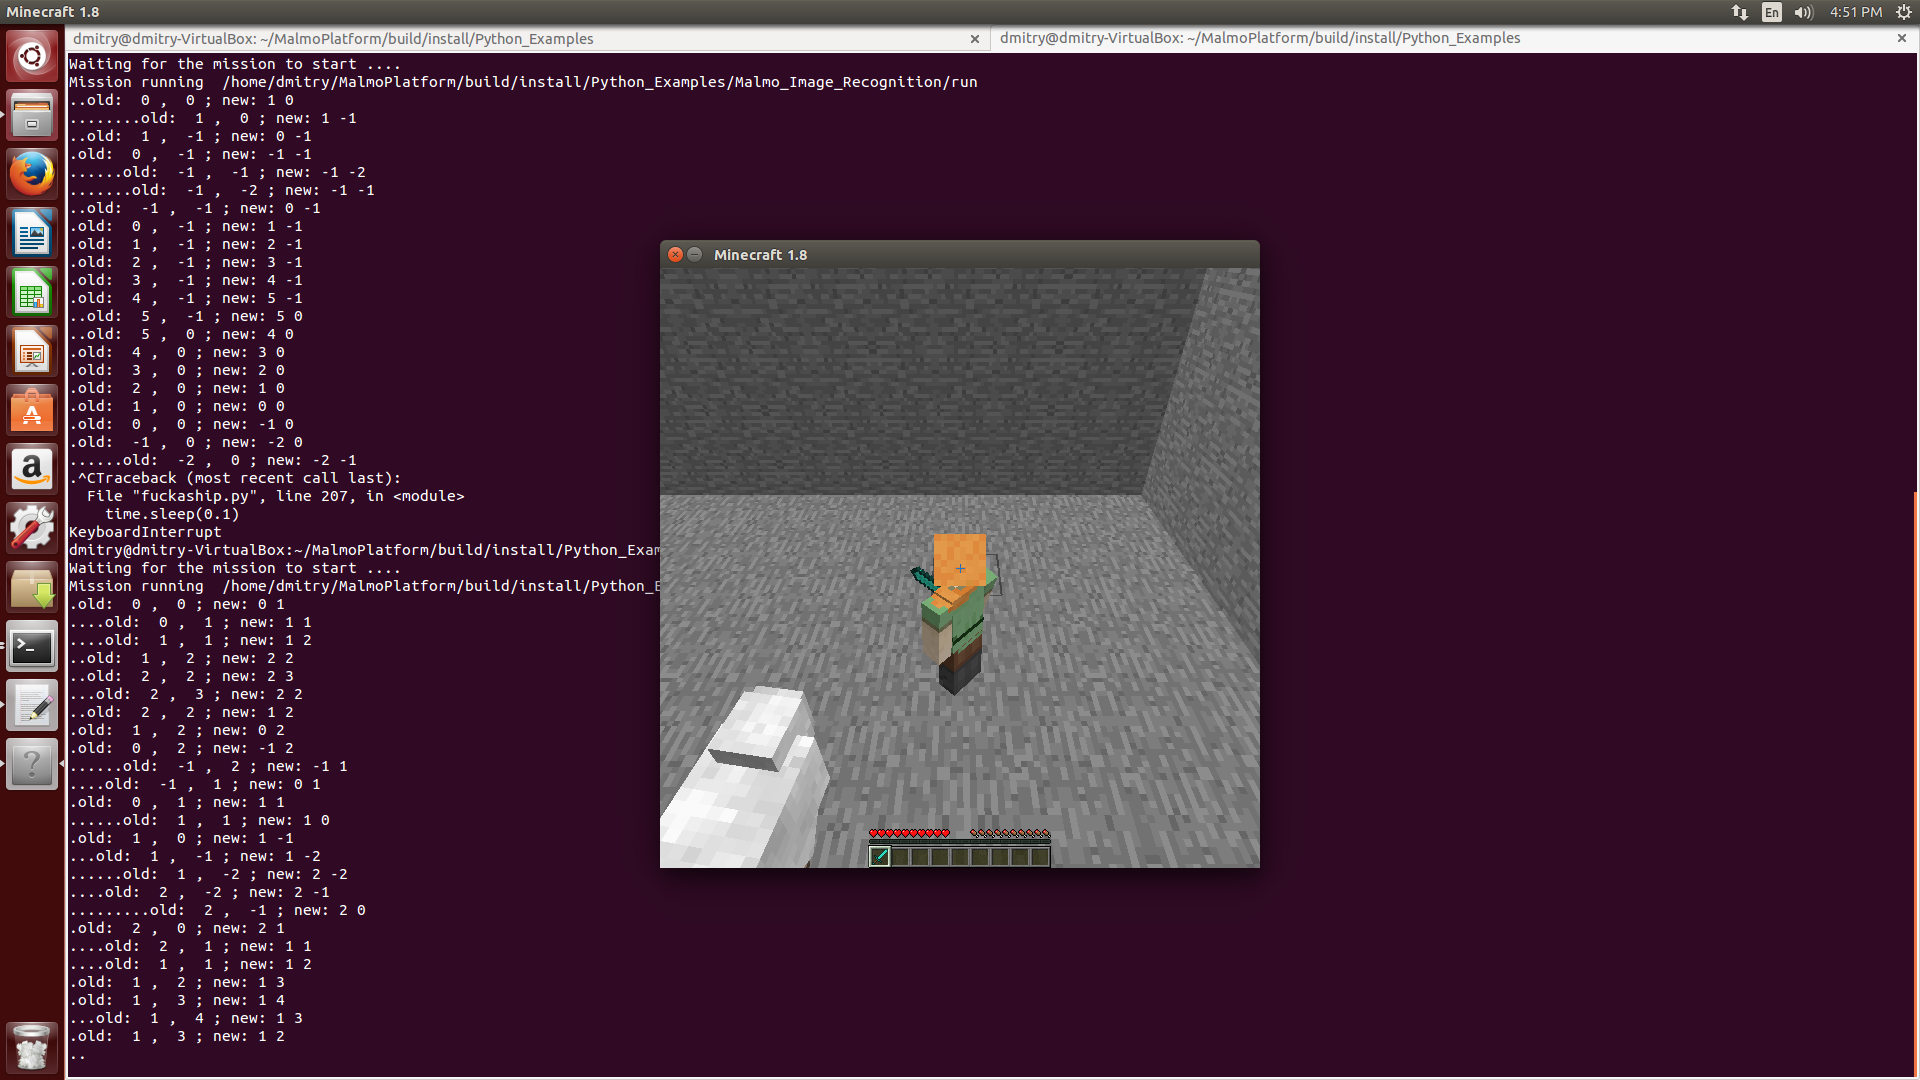 Minecraft 1.8
En
4:51 PM
dmitry@dmitry-VirtualBox: ~/MalmoPlatform/build/install/Python_Examples
dmitry@dmitry-VirtualBox: ~/MalmoPlatform/build/install/Python_Examples
Waiting for the mission to start ....
Mission running  /home/dmitry/MalmoPlatform/build/install/Python_Examples/Malmo_Image_Recognition/run
..old:  0 ,  0 ; new: 1 0
........old:  1 ,  0 ; new: 1 -1
..old:  1 ,  -1 ; new: 0 -1
.old:  0 ,  -1 ; new: -1 -1
......old:  -1 ,  -1 ; new: -1 -2
.......old:  -1 ,  -2 ; new: -1 -1
..old:  -1 ,  -1 ; new: 0 -1
.old:  0 ,  -1 ; new: 1 -1
.old:  1 ,  -1 ; new: 2 -1
.old:  2 ,  -1 ; new: 3 -1
.old:  3 ,  -1 ; new: 4 -1
.old:  4 ,  -1 ; new: 5 -1
..old:  5 ,  -1 ; new: 5 0
..old:  5 ,  0 ; new: 4 0
.old:  4 ,  0 ; new: 3 0
.old:  3 ,  0 ; new: 2 0
.old:  2 ,  0 ; new: 1 0
.old:  1 ,  0 ; new: 0 0
.old:  0 ,  0 ; new: -1 0
.old:  -1 ,  0 ; new: -2 0
......old:  -2 ,  0 ; new: -2 -1
.^CTraceback (most recent call last):
  File "fuckaship.py", line 207, in <module>
    time.sleep(0.1)
KeyboardInterrupt
dmitry@dmitry-VirtualBox:~/MalmoPlatform/build/install/Python_Exam
Waiting for the mission to start ....
Mission running  /home/dmitry/MalmoPlatform/build/install/Python_E
.old:  0 ,  0 ; new: 0 1
....old:  0 ,  1 ; new: 1 1
....old:  1 ,  1 ; new: 1 2
..old:  1 ,  2 ; new: 2 2
..old:  2 ,  2 ; new: 2 3
...old:  2 ,  3 ; new: 2 2
..old:  2 ,  2 ; new: 1 2
.old:  1 ,  2 ; new: 0 2
.old:  0 ,  2 ; new: -1 2
......old:  -1 ,  2 ; new: -1 1
....old:  -1 ,  1 ; new: 0 1
.old:  0 ,  1 ; new: 1 1
......old:  1 ,  1 ; new: 1 0
.old:  1 ,  0 ; new: 1 -1
...old:  1 ,  -1 ; new: 1 -2
......old:  1 ,  -2 ; new: 2 -2
....old:  2 ,  -2 ; new: 2 -1
.........old:  2 ,  -1 ; new: 2 0
.old:  2 ,  0 ; new: 2 1
....old:  2 ,  1 ; new: 1 1
....old:  1 ,  1 ; new: 1 2
.old:  1 ,  2 ; new: 1 3
.old:  1 ,  3 ; new: 1 4
...old:  1 ,  4 ; new: 1 3
.old:  1 ,  3 ; new: 1 2
..
Minecraft 1.8